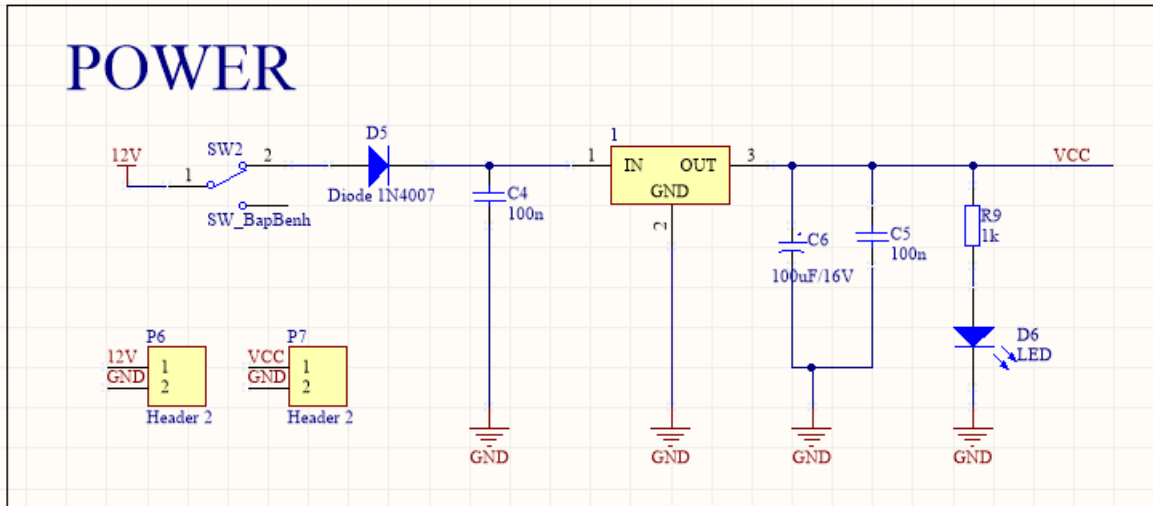 POWER
12V
1
SW2
2
SW_BapBenh
D5
Diode 1N4007
C4
100n
GND
1
1
IN
OUT
GND
3
2
GND
C6
100uF/16V
C5
100n
GND
VCC
R9
1k
D6
LED
GND
P6
12V
1
GND
2
Header 2
P7
VCC
1
GND
2
Header 2